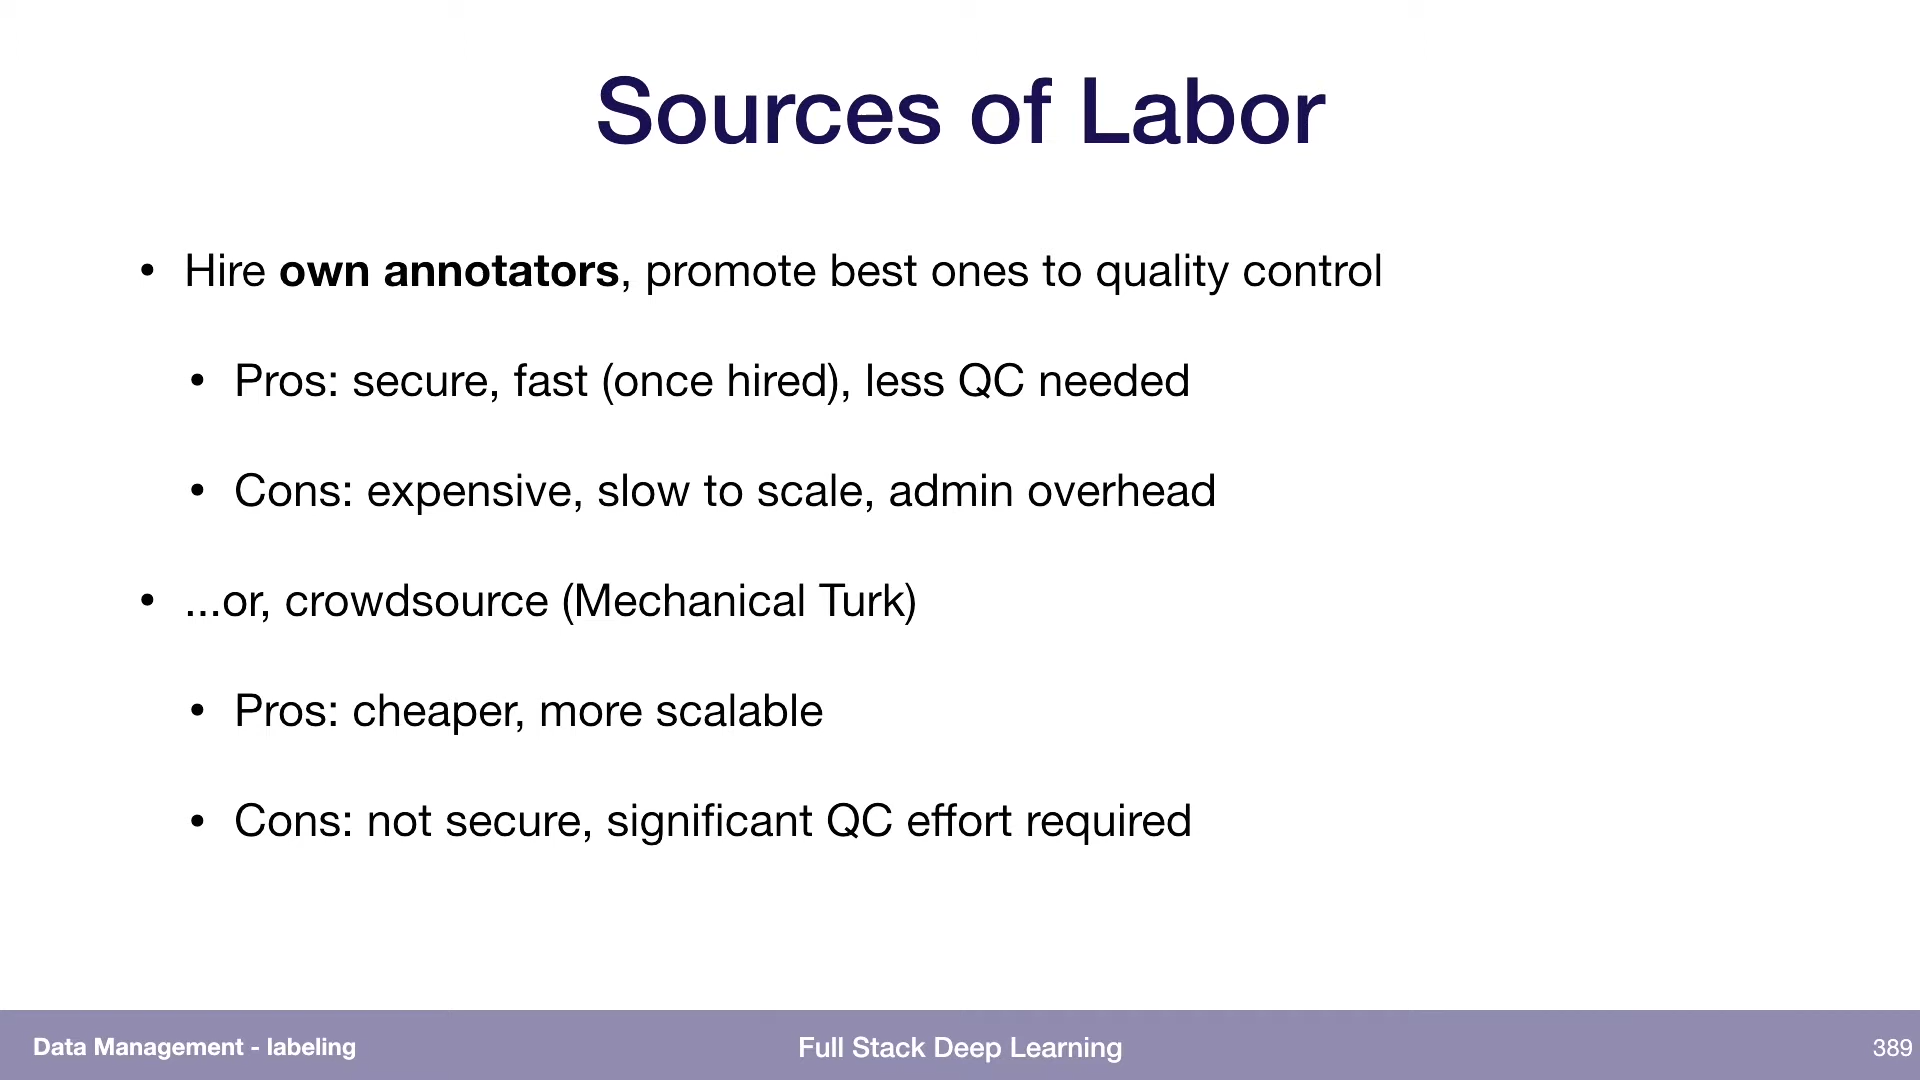 Sources of Labor
• Hire own annotators, promote best ones to quality control
• Pros: secure, fast (once hired), less QC needed
• Cons: expensive, slow to scale, admin overhead
• ...or, crowdsource (Mechanical Turk)
• Pros: cheaper, more scalable
• Cons: not secure, significant QC effort required
Data Management - labeling
Full Stack Deep Learning
389